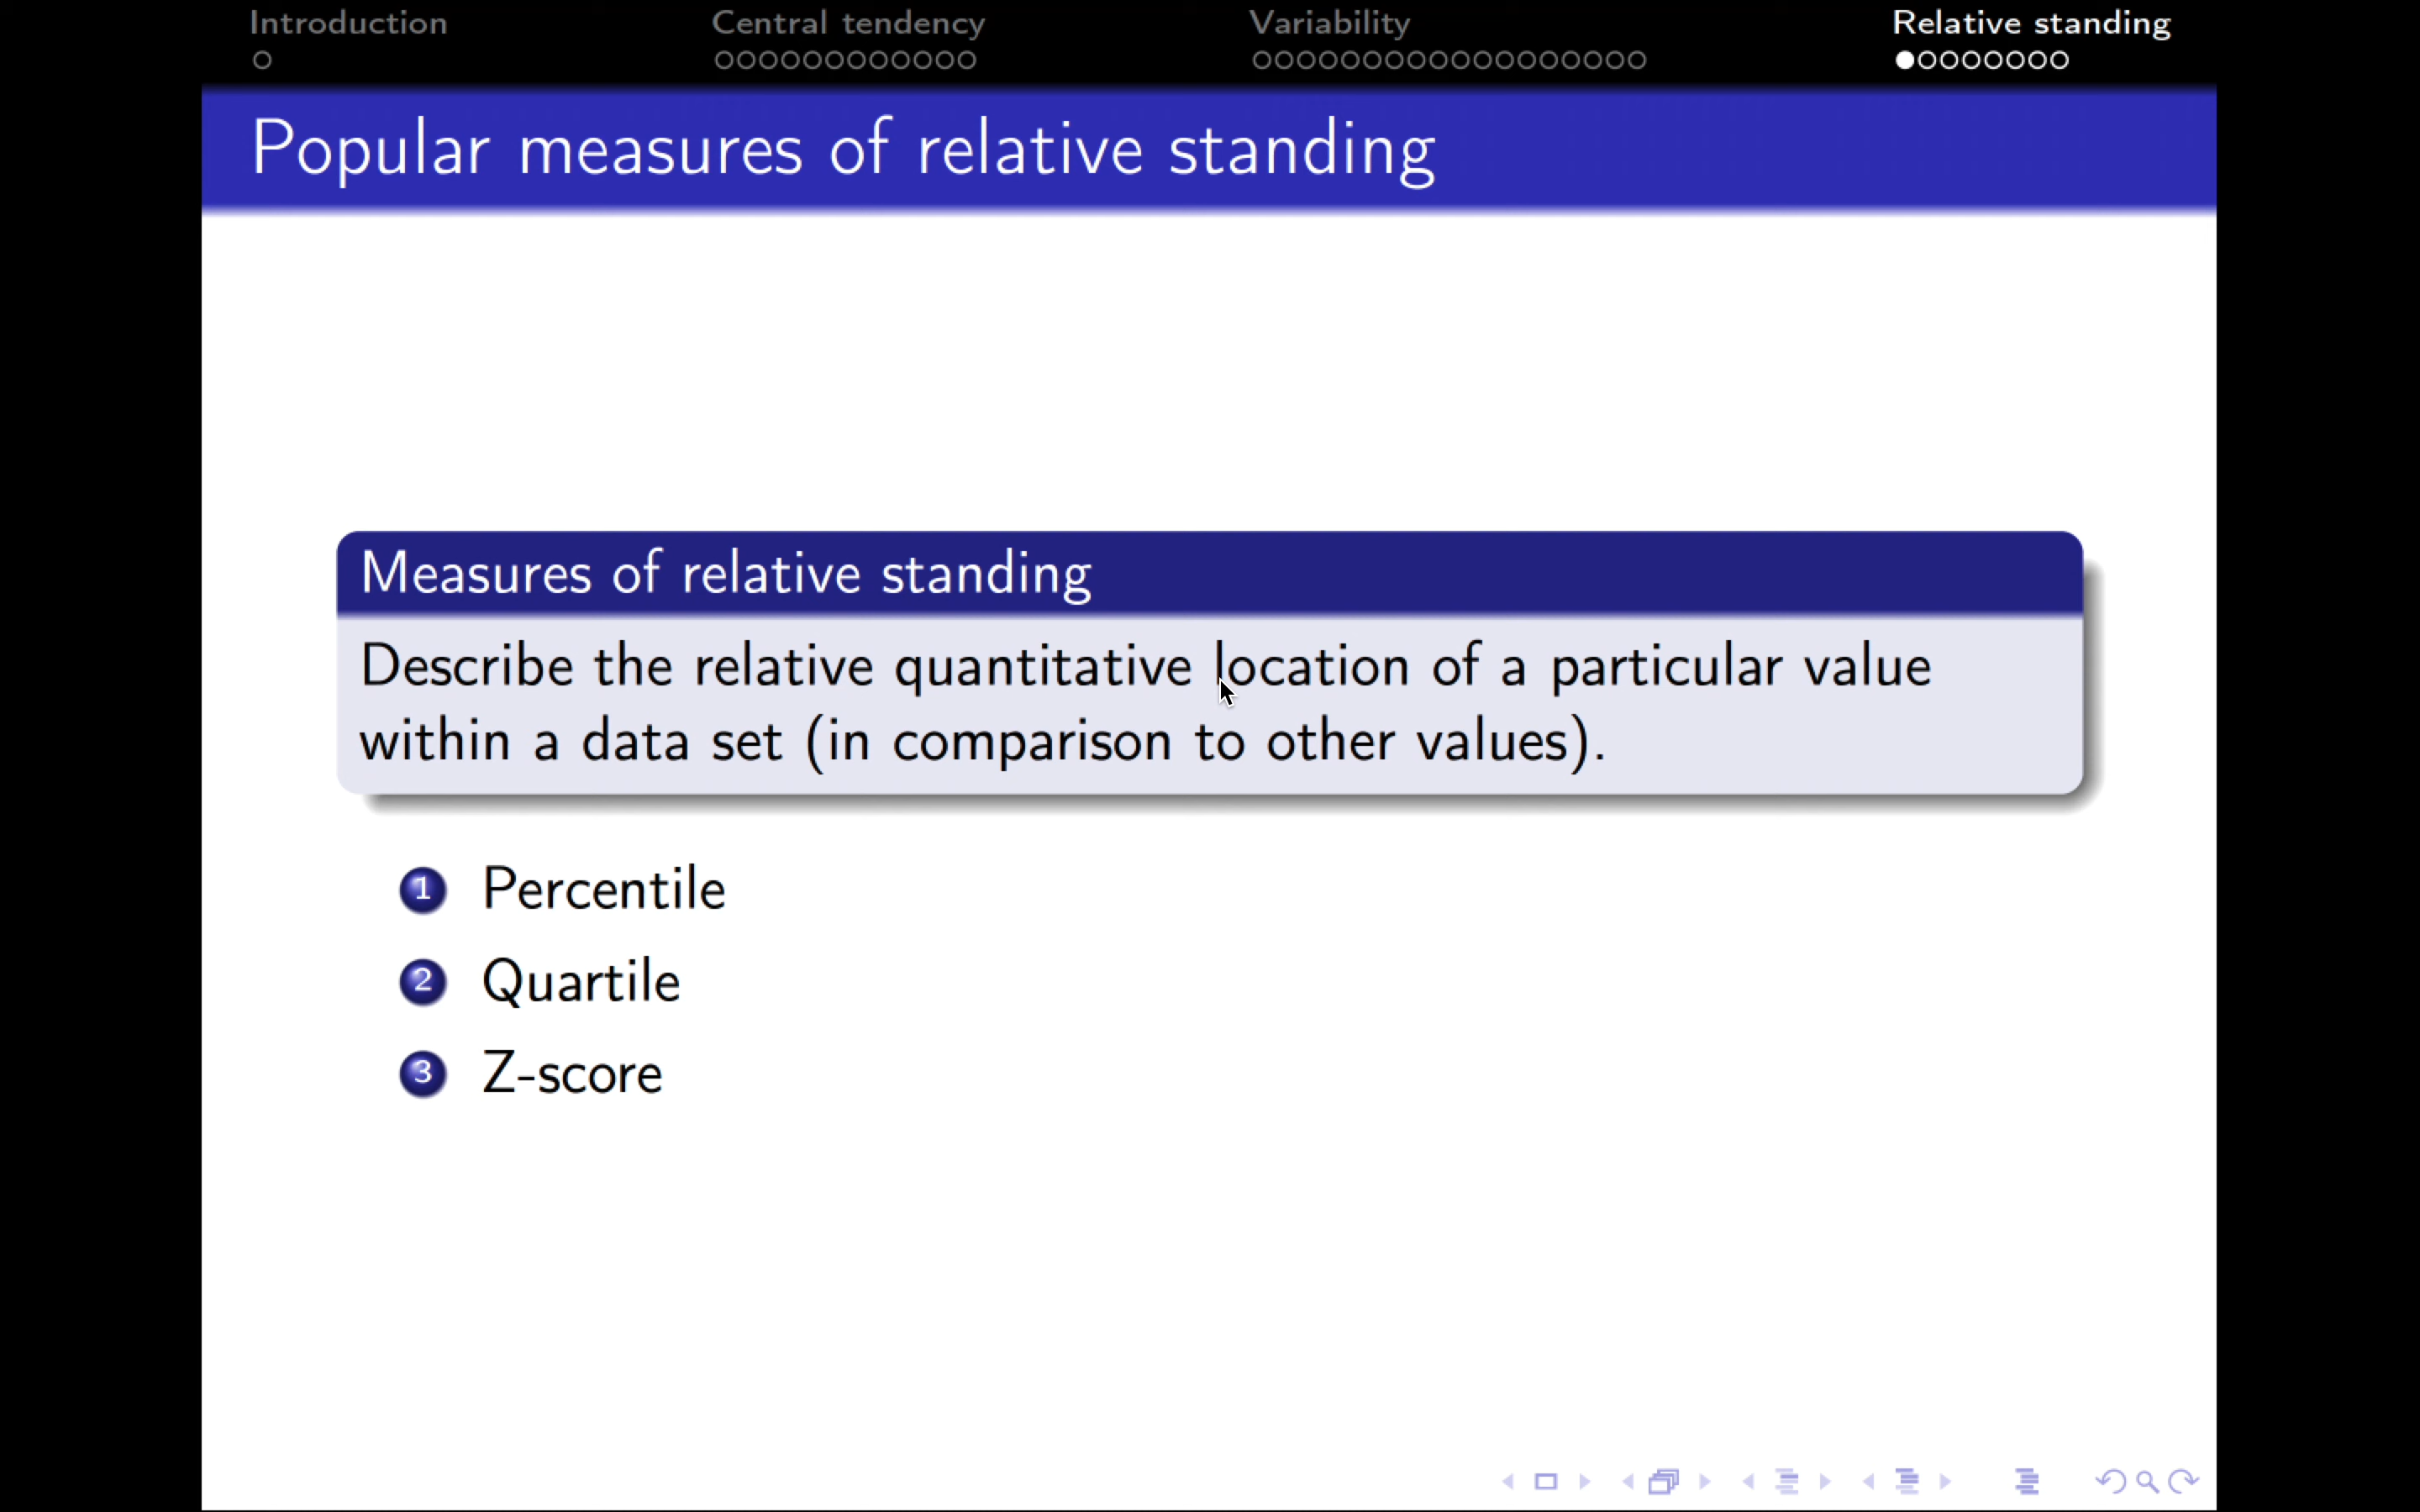 Introduction
Central tendency
Variability
Relative standing
Popular measures of relative standing
Measures of relative standing
Describe the relative quantitative location of a particular value
within a data set (in comparison to other values).
1 Percentile
2 Quartile
3 Z-score